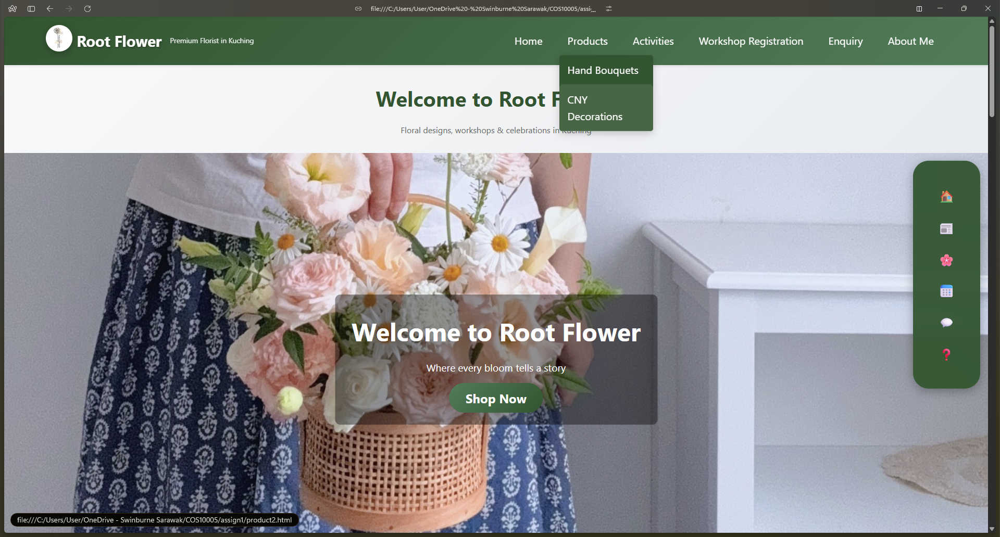 file:///C:/Users/User/OneDrive%20-%20Swinburne%20Sarawak/COS10005/assi...
Root Flower
Premium Florist in Kuching
Home
Products
Activities
Workshop Registration
Enquiry
About Me
Hand Bouquets
CNY
Decorations
Welcome to Root F
Floral designs, workshops & celebrations in Kuching
Welcome to Root Flower
Where every bloom tells a story
Shop Now
file:///C:/Users/User/OneDrive - Swinburne Sarawak/COS10005/assign1/product2.html